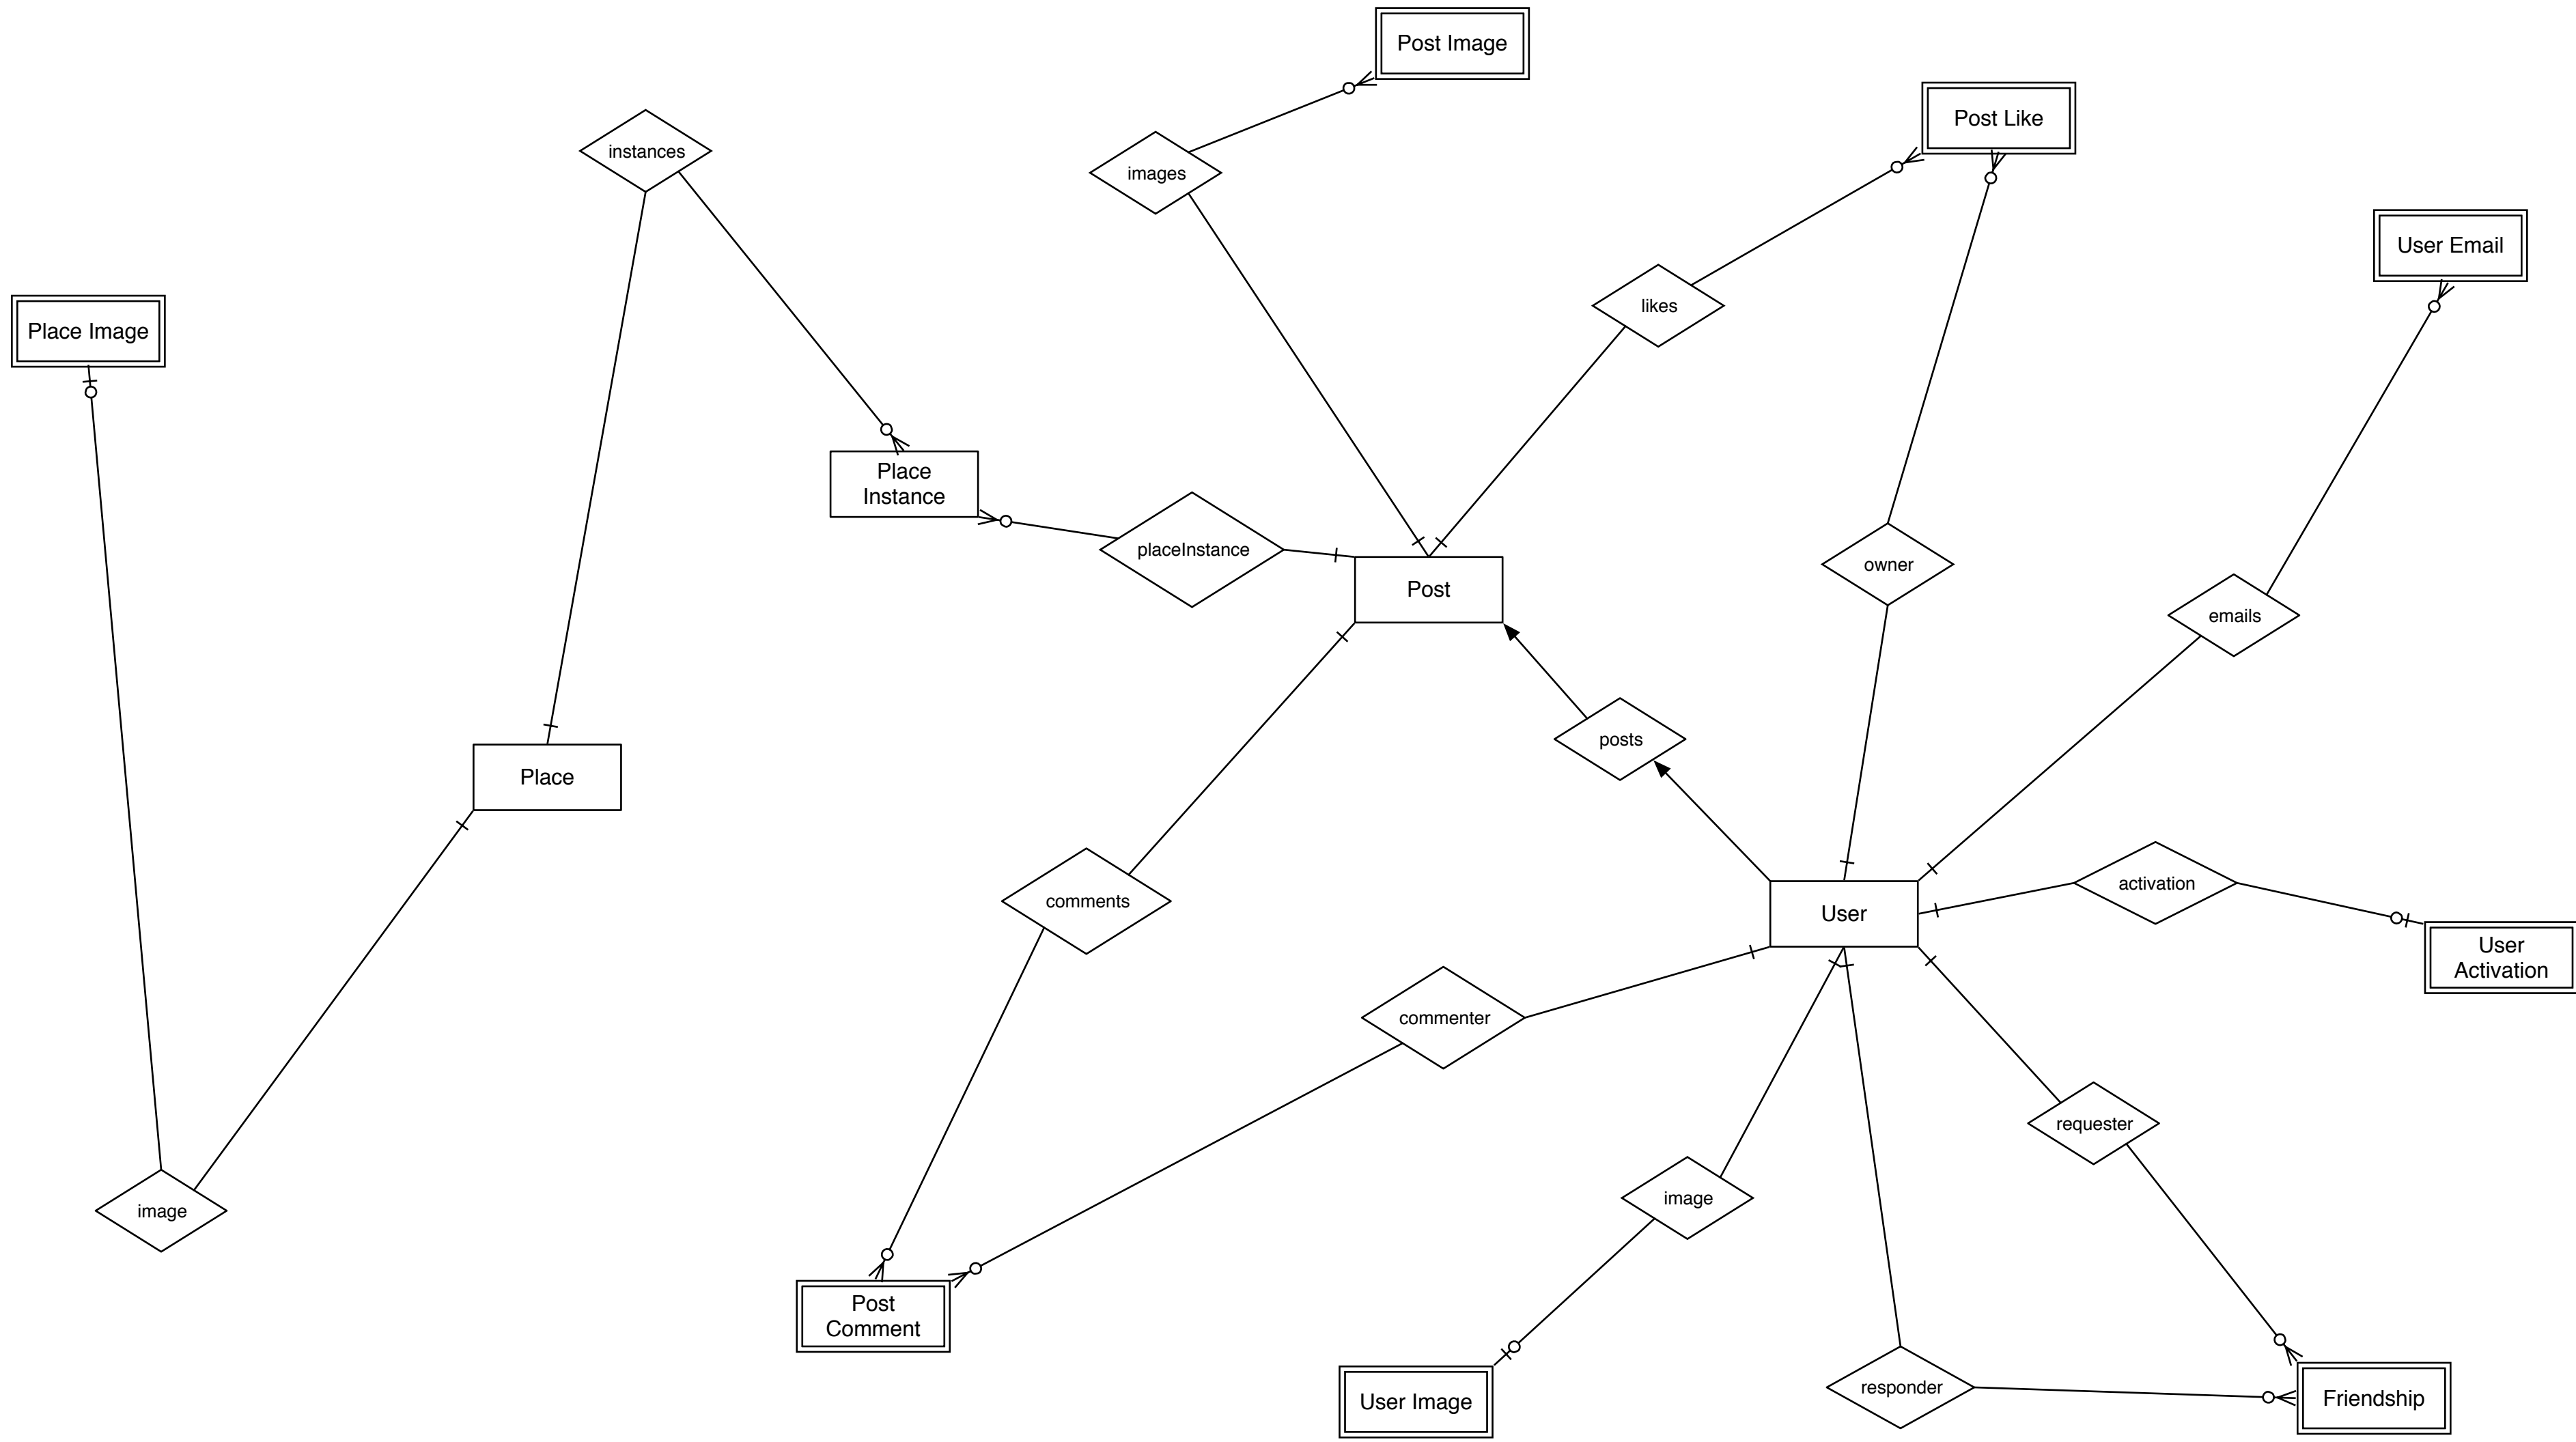 Post Image
Post Like
instances
images
User Email
likes
Place Image
Place
Instance
placeInstance
owner
Post
emails
posts
Place
activation
comments
User
User
Activation
commenter
requester
image
image
Post
Comment
responder
User Image
Friendship